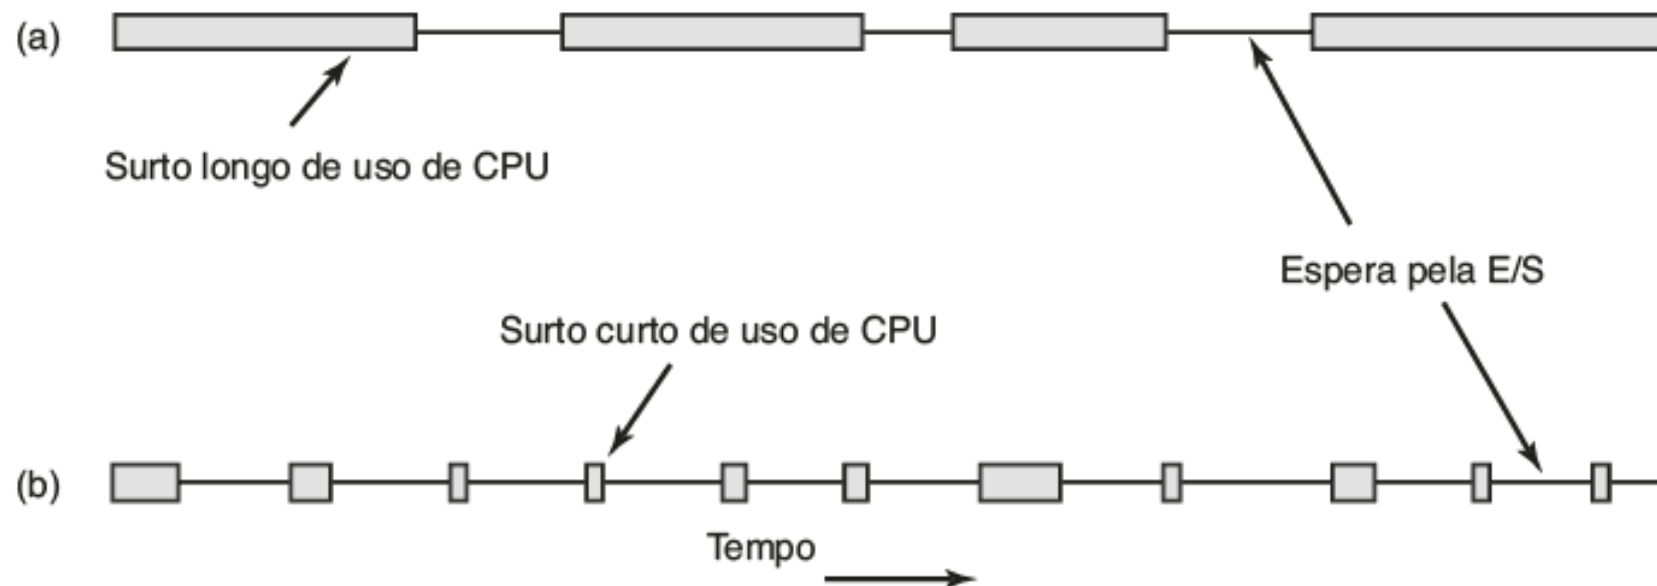 (a)
Surto longo de uso de CPU
Espera pela E/S
Surto curto de uso de CPU
(b)
Tempo